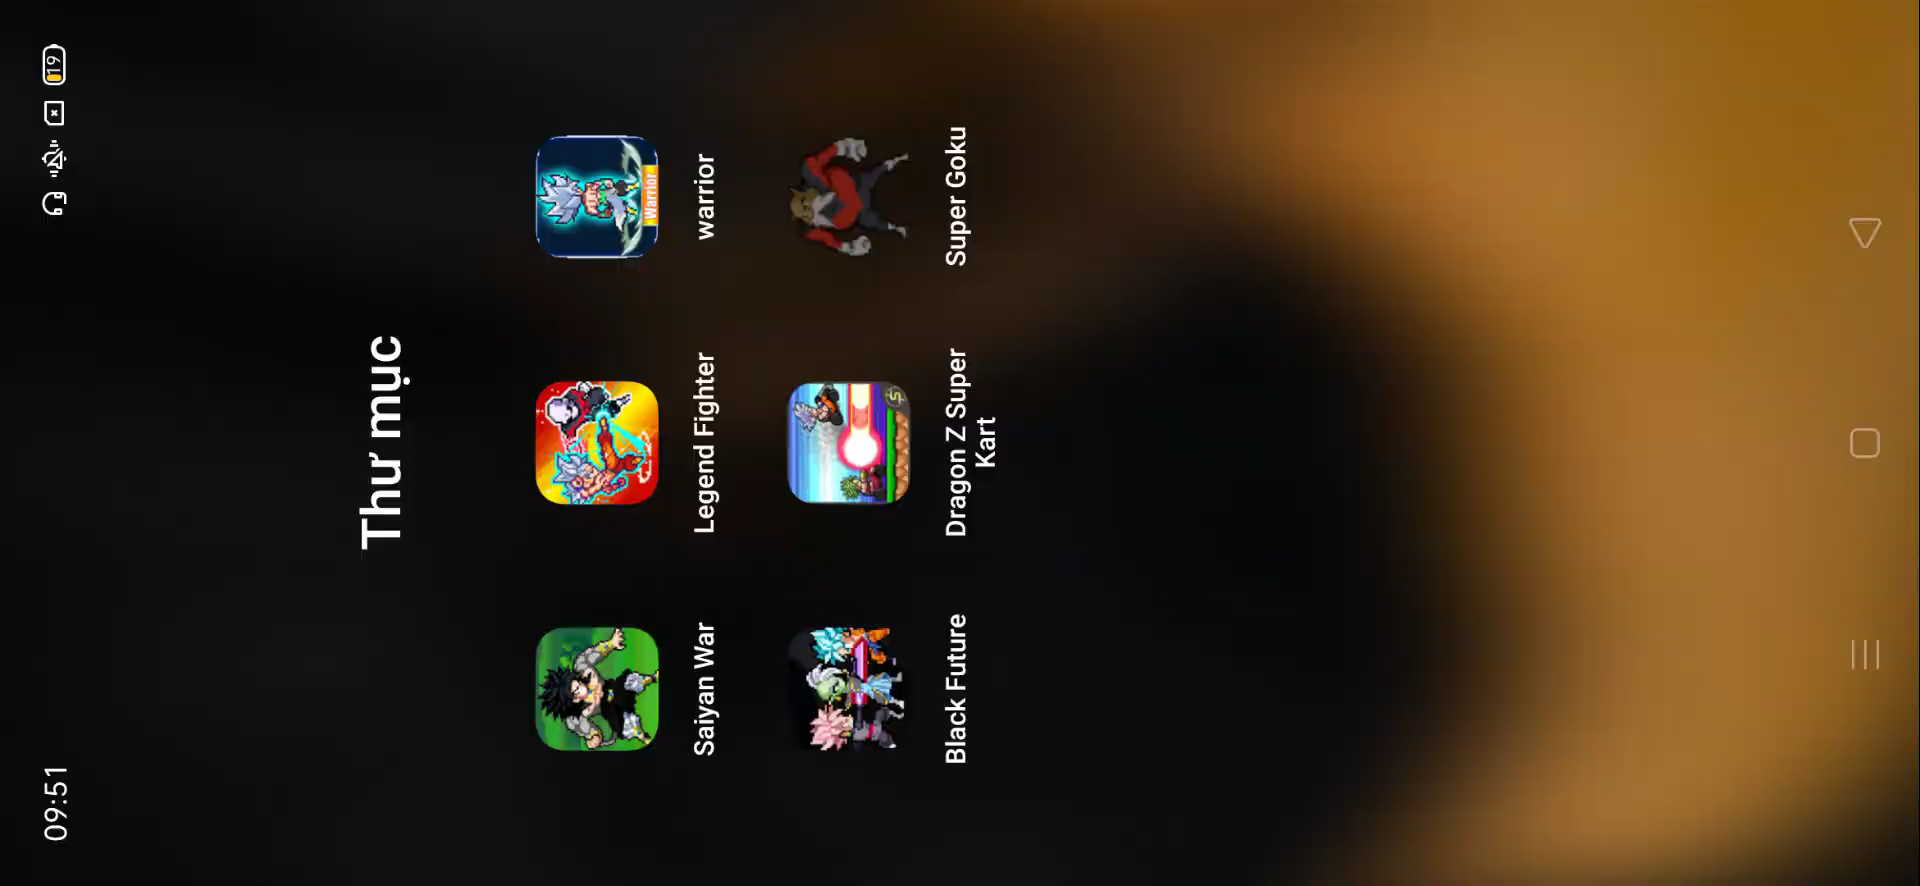 09:51
19
Thư mục
Saiyan War
Legend Fighter
Warrior
warrior
Black Future
Dragon Z Super
Kart
Super Goku